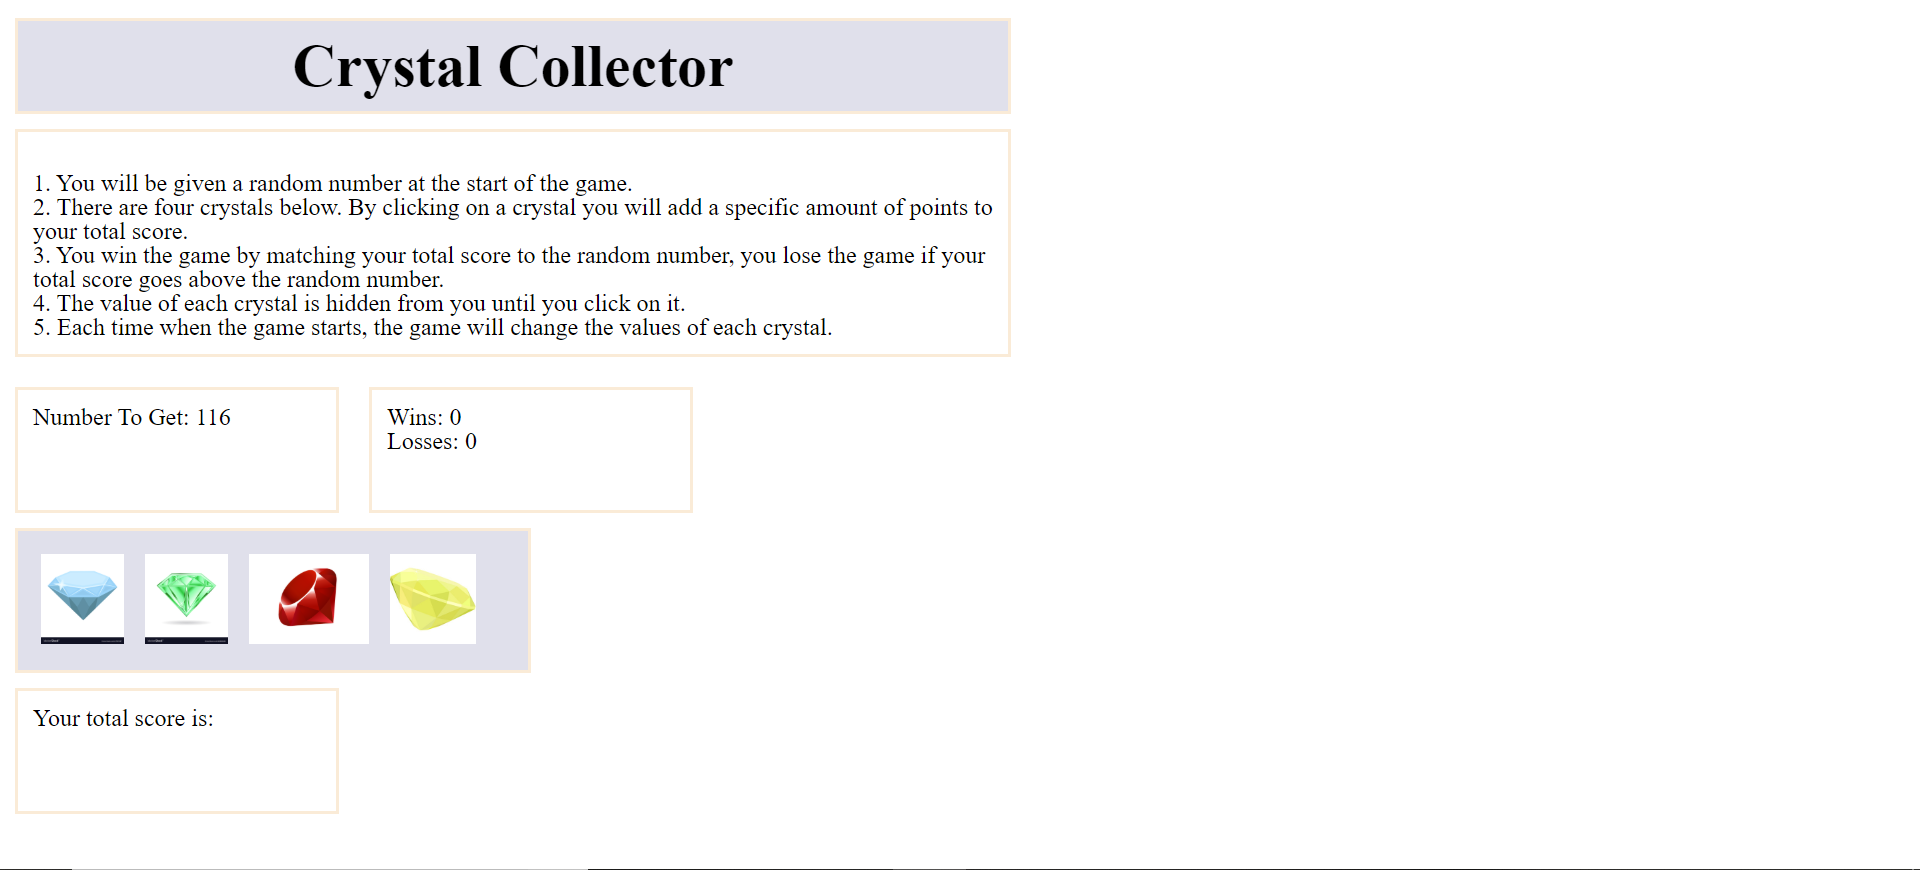 Crystal Collector
1. You will be given a random number at the start of the game.
2. There are four crystals below. By clicking on a crystal you will add a specific amount of points to
your total score.
3. You win the game by matching your total score to the random number, you lose the game if your
total score goes above the random number.
4. The value of each crystal is hidden from you until you click on it.
5. Each time when the game starts, the game will change the values of each crystal.
Number To Get: 116
Wins: 0
Losses: 0
Your total score is: